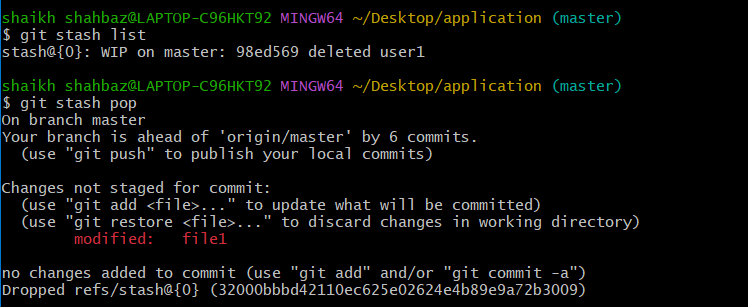 shaikh shahbaz@LAPTOP-C96HKT92 MINGW64 ~/Desktop/application (master)
$ git stash list
stash@{0}: WIP on master: 98ed569 deleted user1
shaikh shahbaz@LAPTOP-C96HKT92 MINGW64 ~/Desktop/application (master)
$ git stash pop
On branch master
Your branch is ahead of 'origin/master' by 6 commits.
(use "git push" to publish your local commits)
Changes not staged for commit:
(use "git add <file>..." to update what will be committed)
(use "git restore <file>..." to discard changes in working directory)
modified: file1
no changes added to commit (use "git add" and/or "git commit -a")
Dropped refs/stash@{0} (32000bbbd42110ec625e02624e4b89e9a72b3009)